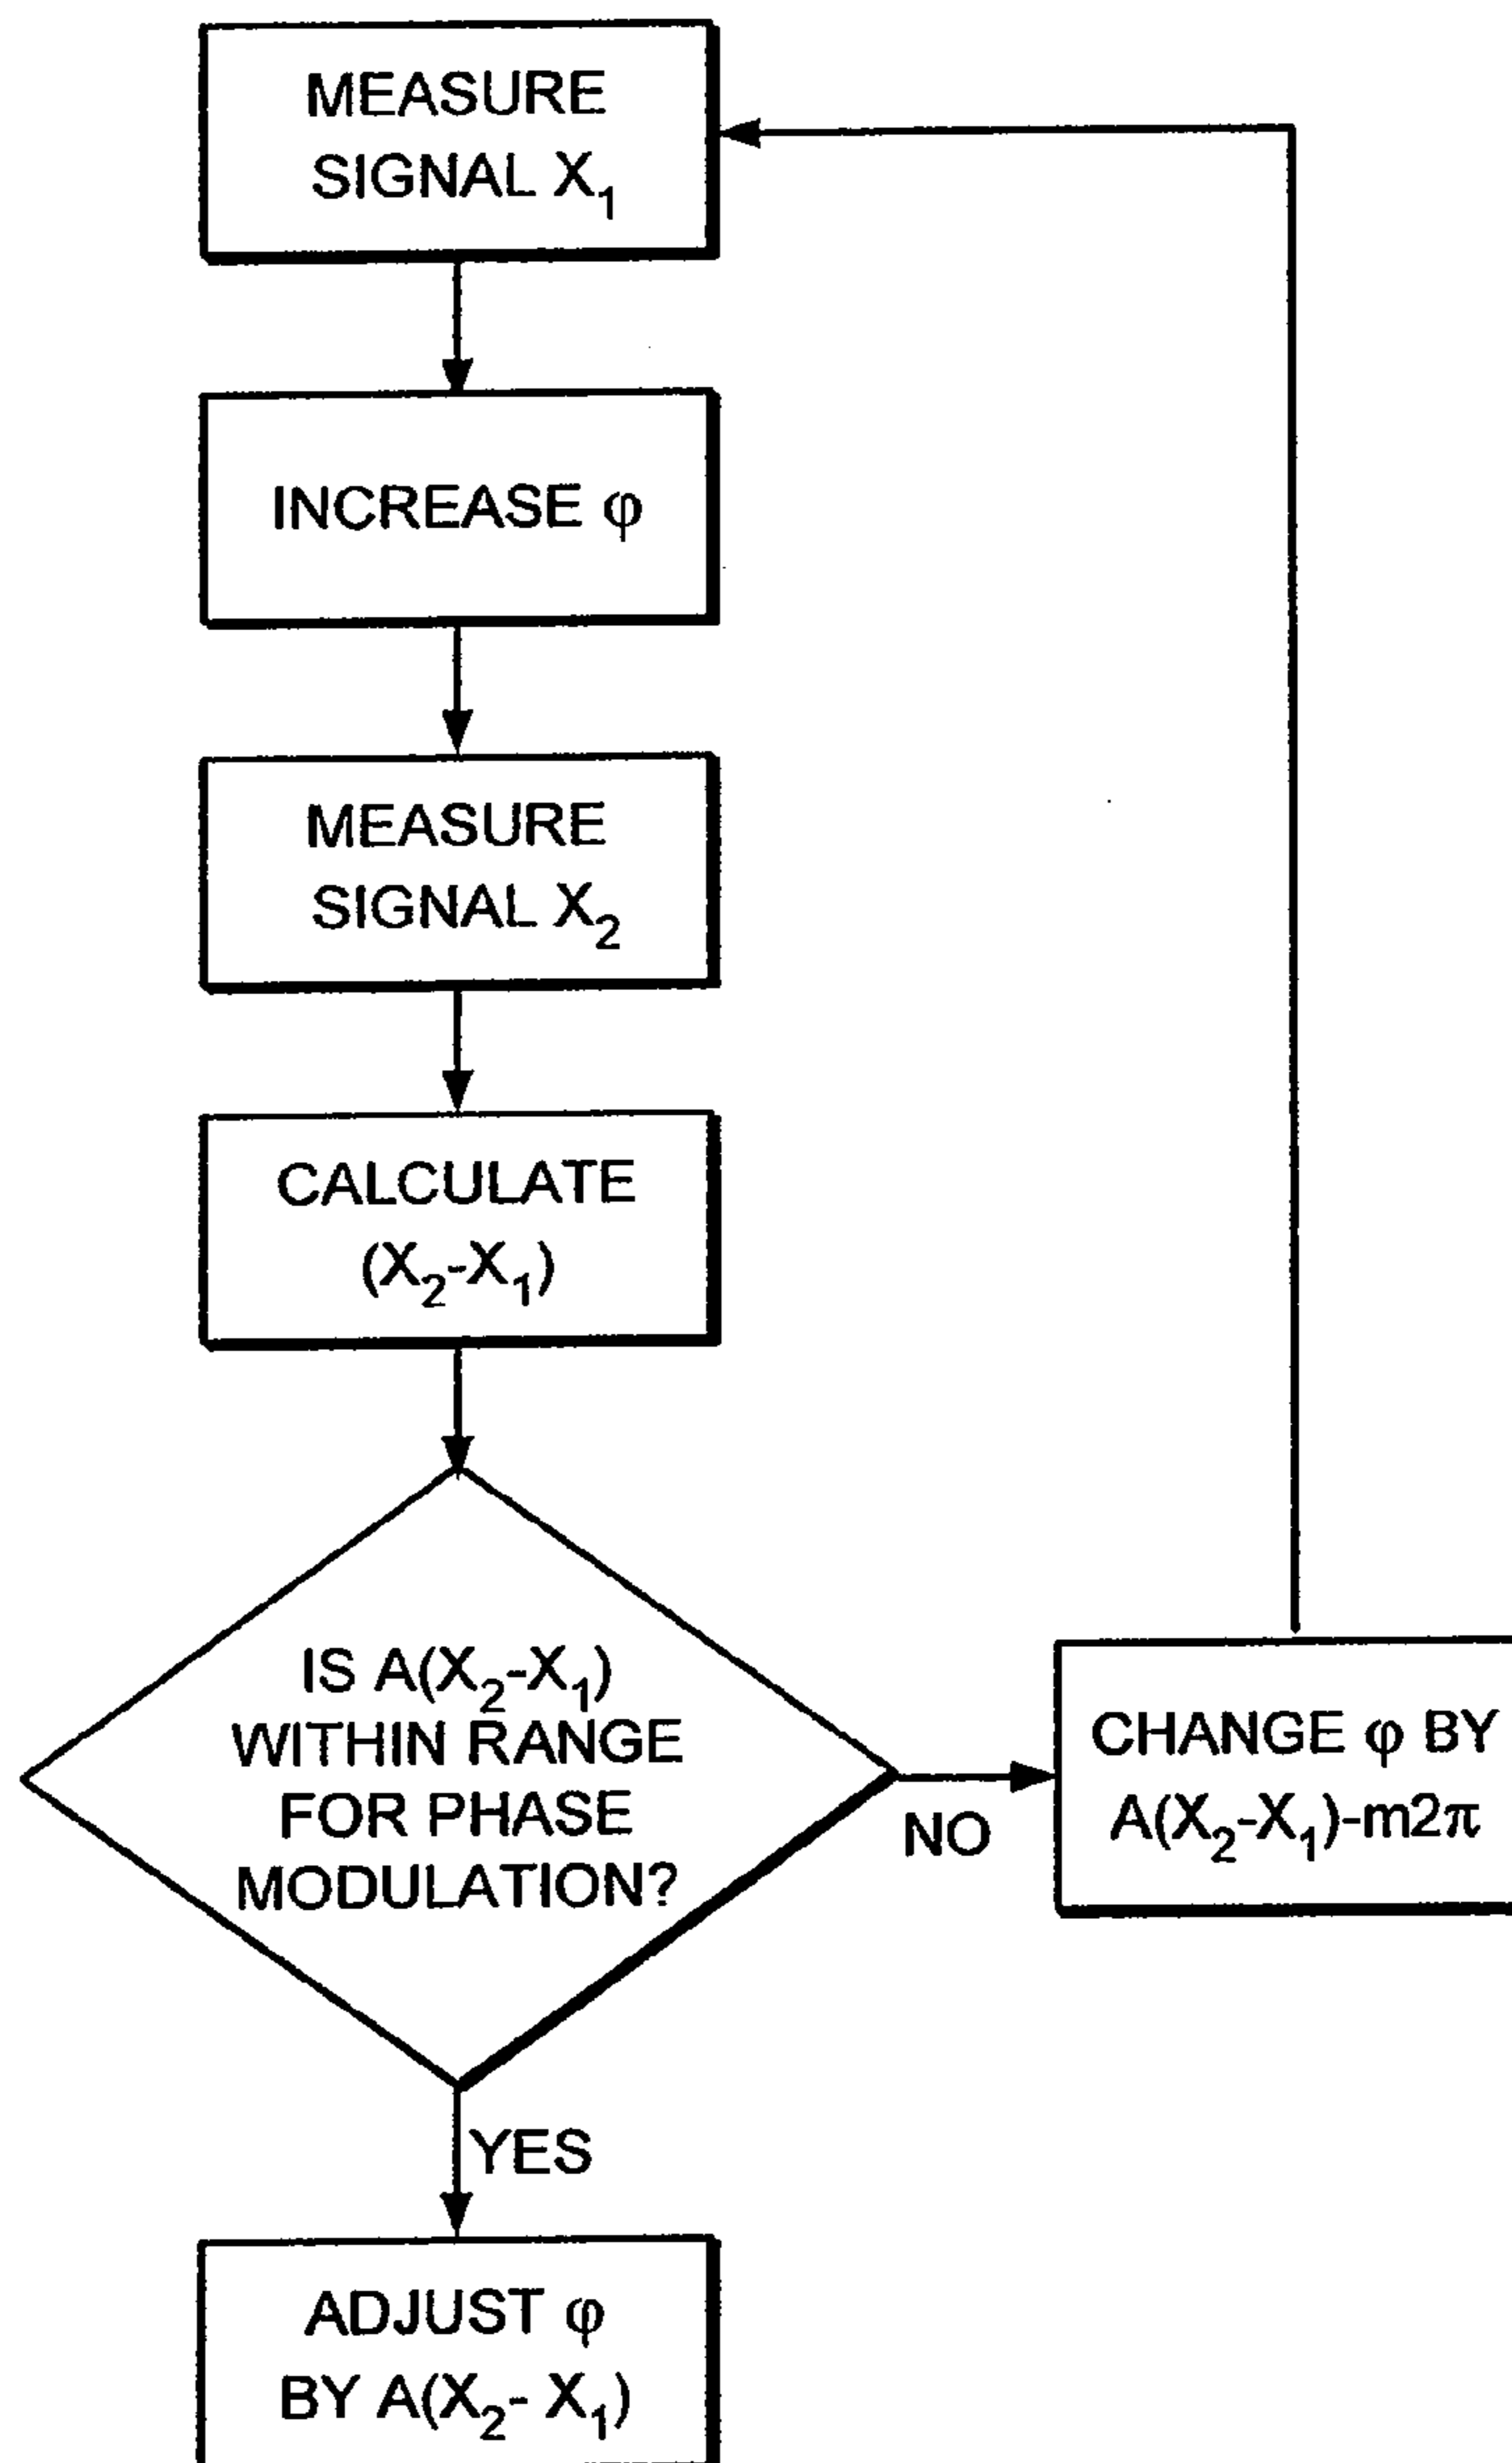 MEASURE
SIGNAL X₁
INCREASE φ
MEASURE
SIGNAL X₂
CALCULATE
(X₂-X₁)
IS A(X₂-X₁)
WITHIN RANGE
FOR PHASE
MODULATION?
NO
CHANGE φ BY
A(X₂-X₁)-m2π
YES
ADJUST φ
BY A(X₂- X₁)